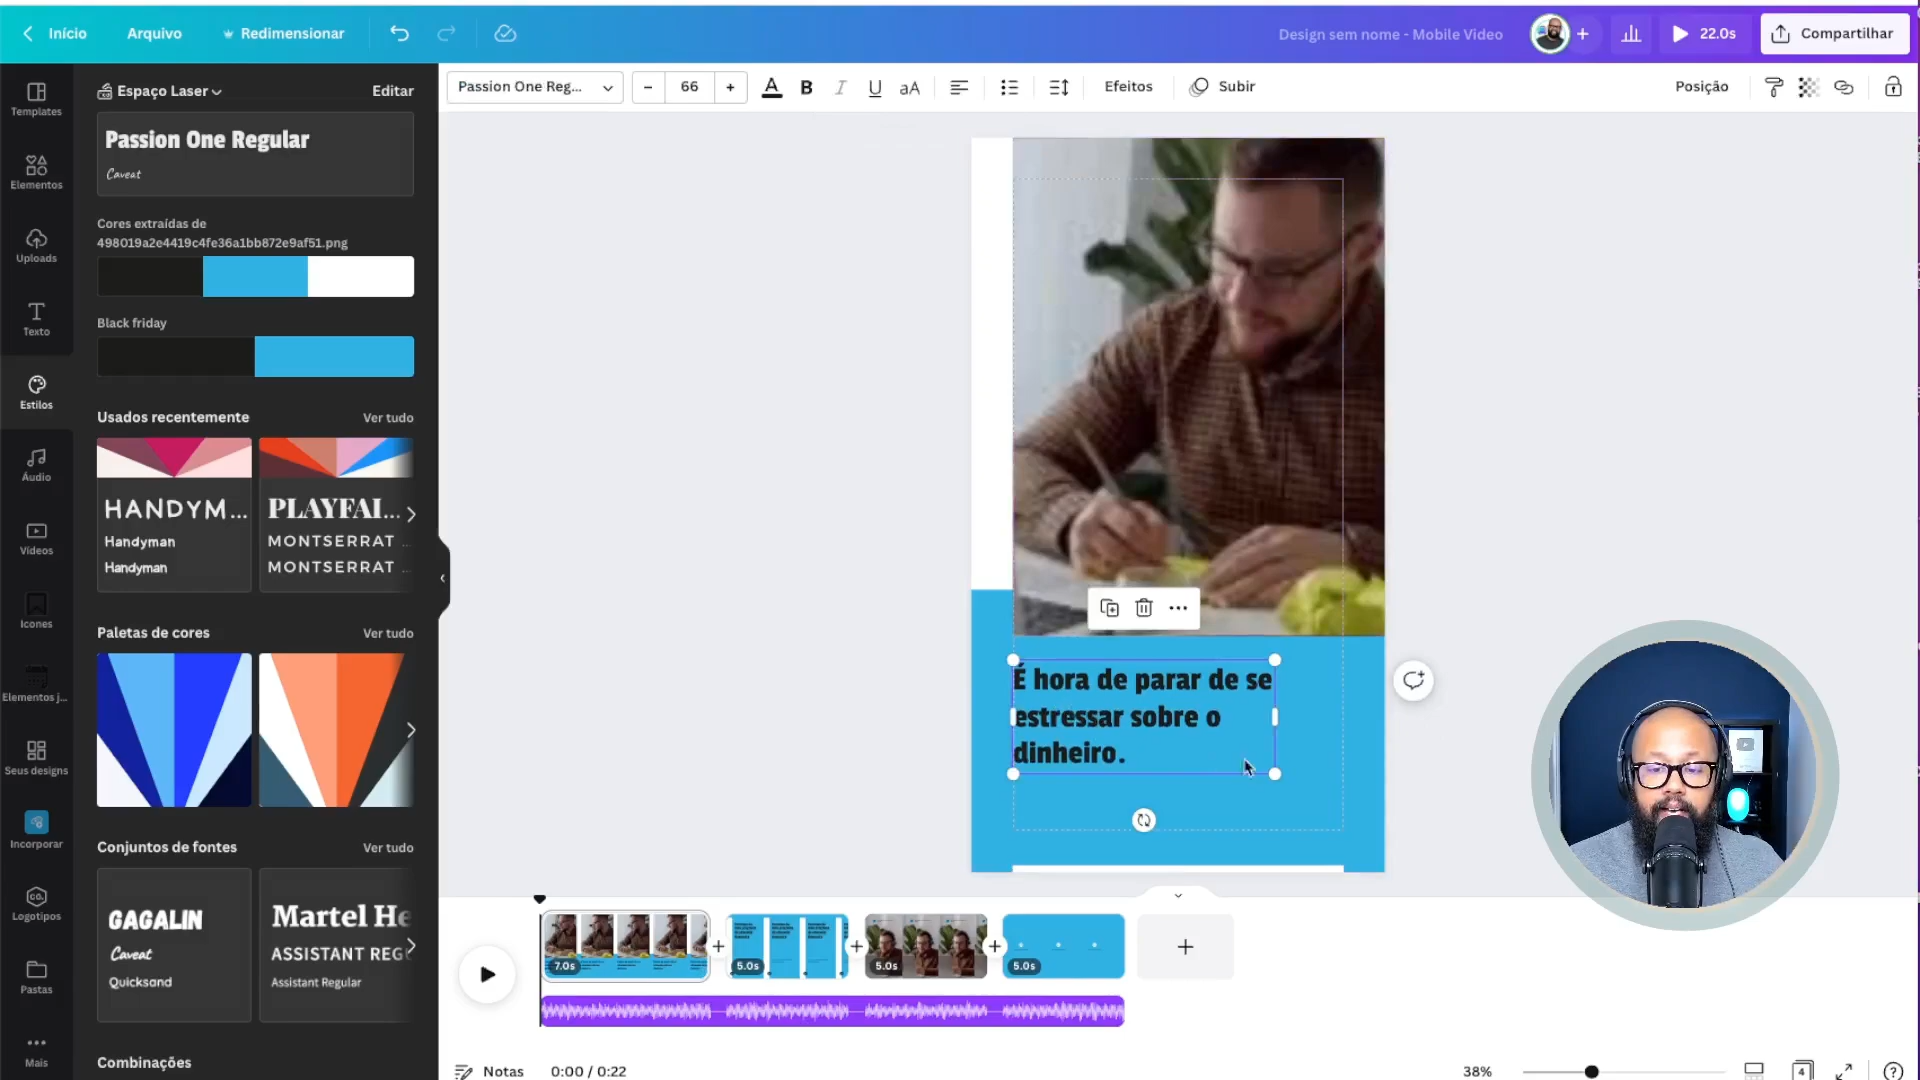 Início
Arquivo
Redimensionar
Design sem nome - Mobile Video
22.0s
Compartilhar
Templates
Elementos
Uploads
Texto
Estilos
Áudio
Vídeos
Ícones
Elementos j...
Seus designs
Incorporar
Logotipos
Pastas
Mais
Espaço Laser
Editar
Passion One Regular
Caveat
Cores extraídas de
498019a2e4419c4fe36a1bb872e9af51.png
Black friday
Usados recentemente
Ver tudo
HANDYM...
Handyman
Handyman
PLAYFAI...
MONTSERRAT ...
MONTSERRAT ...
Paletas de cores
Ver tudo
Conjuntos de fontes
Ver tudo
GAGALIN
Caveat
Quicksand
Martel He
ASSISTANT REG
Assistant Regular
Combinações
Passion One Reg...
66
A
B
I
U
aA
Efeitos
Subir
Posição
É hora de parar de se
estressar sobre o
dinheiro.
7.0s
5.0s
5.0s
5.0s
Notas
0:00 / 0:22
38%
4